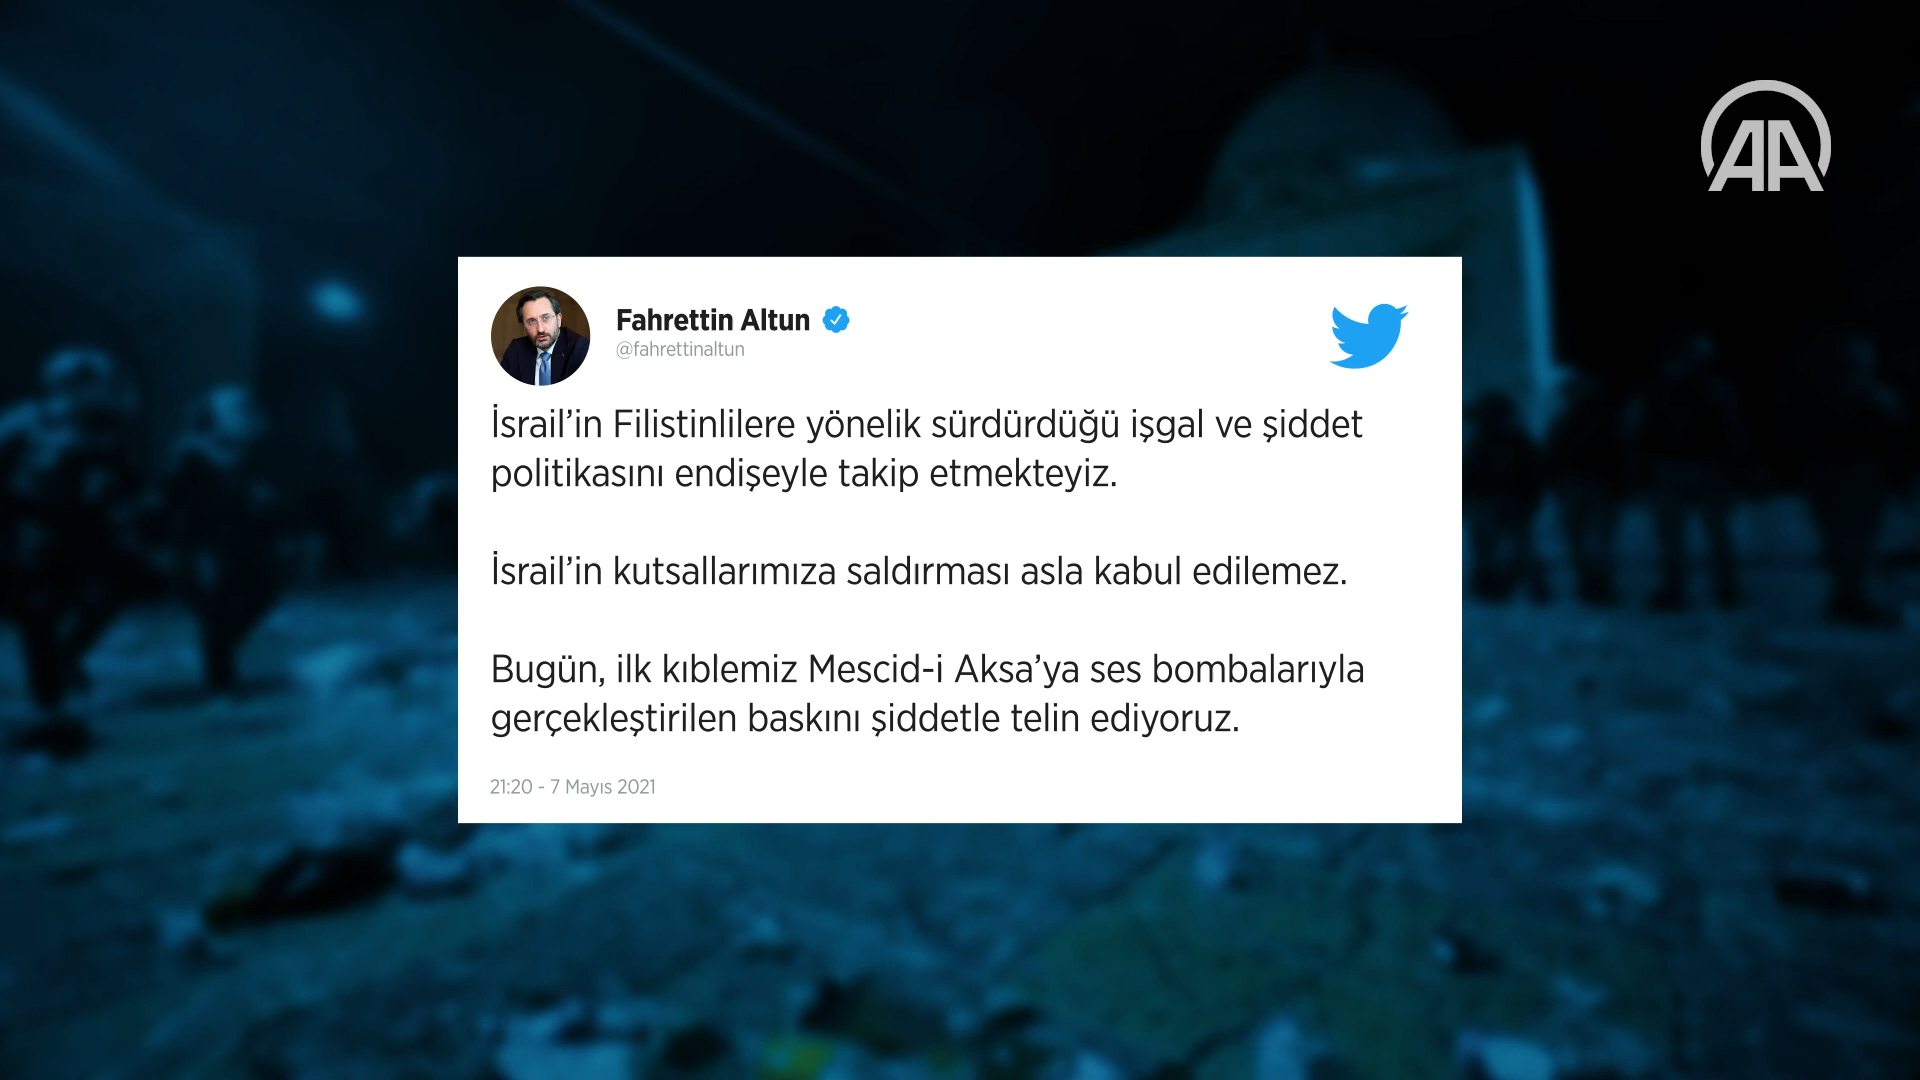 AA
Fahrettin Altun
@fahrettinaltun
İsrail’in Filistinlilere yönelik sürdürdüğü işgal ve şiddet
politikasını endişeyle takip etmekteyiz.
İsrail’in kutsallarımıza saldırması asla kabul edilemez.
Bugün, ilk kıblemiz Mescid-i Aksa’ya ses bombalarıyla
gerçekleştirilen baskını şiddetle telin ediyoruz.
21:20 - 7 Mayıs 2021